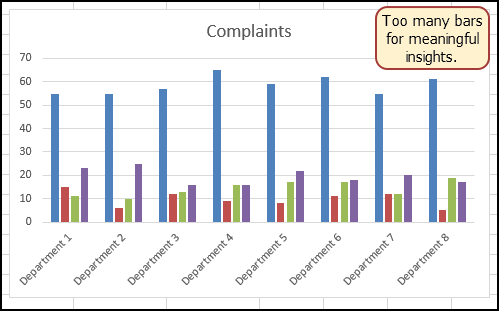 Complaints
Too many bars
for meaningful
insights.
70
60
50
40
30
20
10
0
Department 1
Department 2
Department 3
Department 4
Department 5
Department 6
Department 7
Department 8